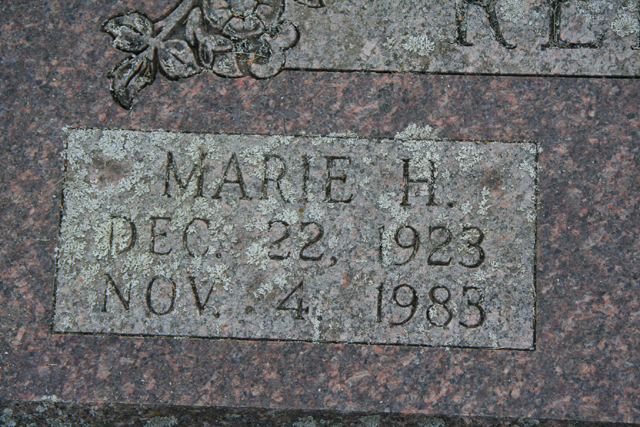 MARIE H.
DEC. 22, 1923
NOV. 4, 1983